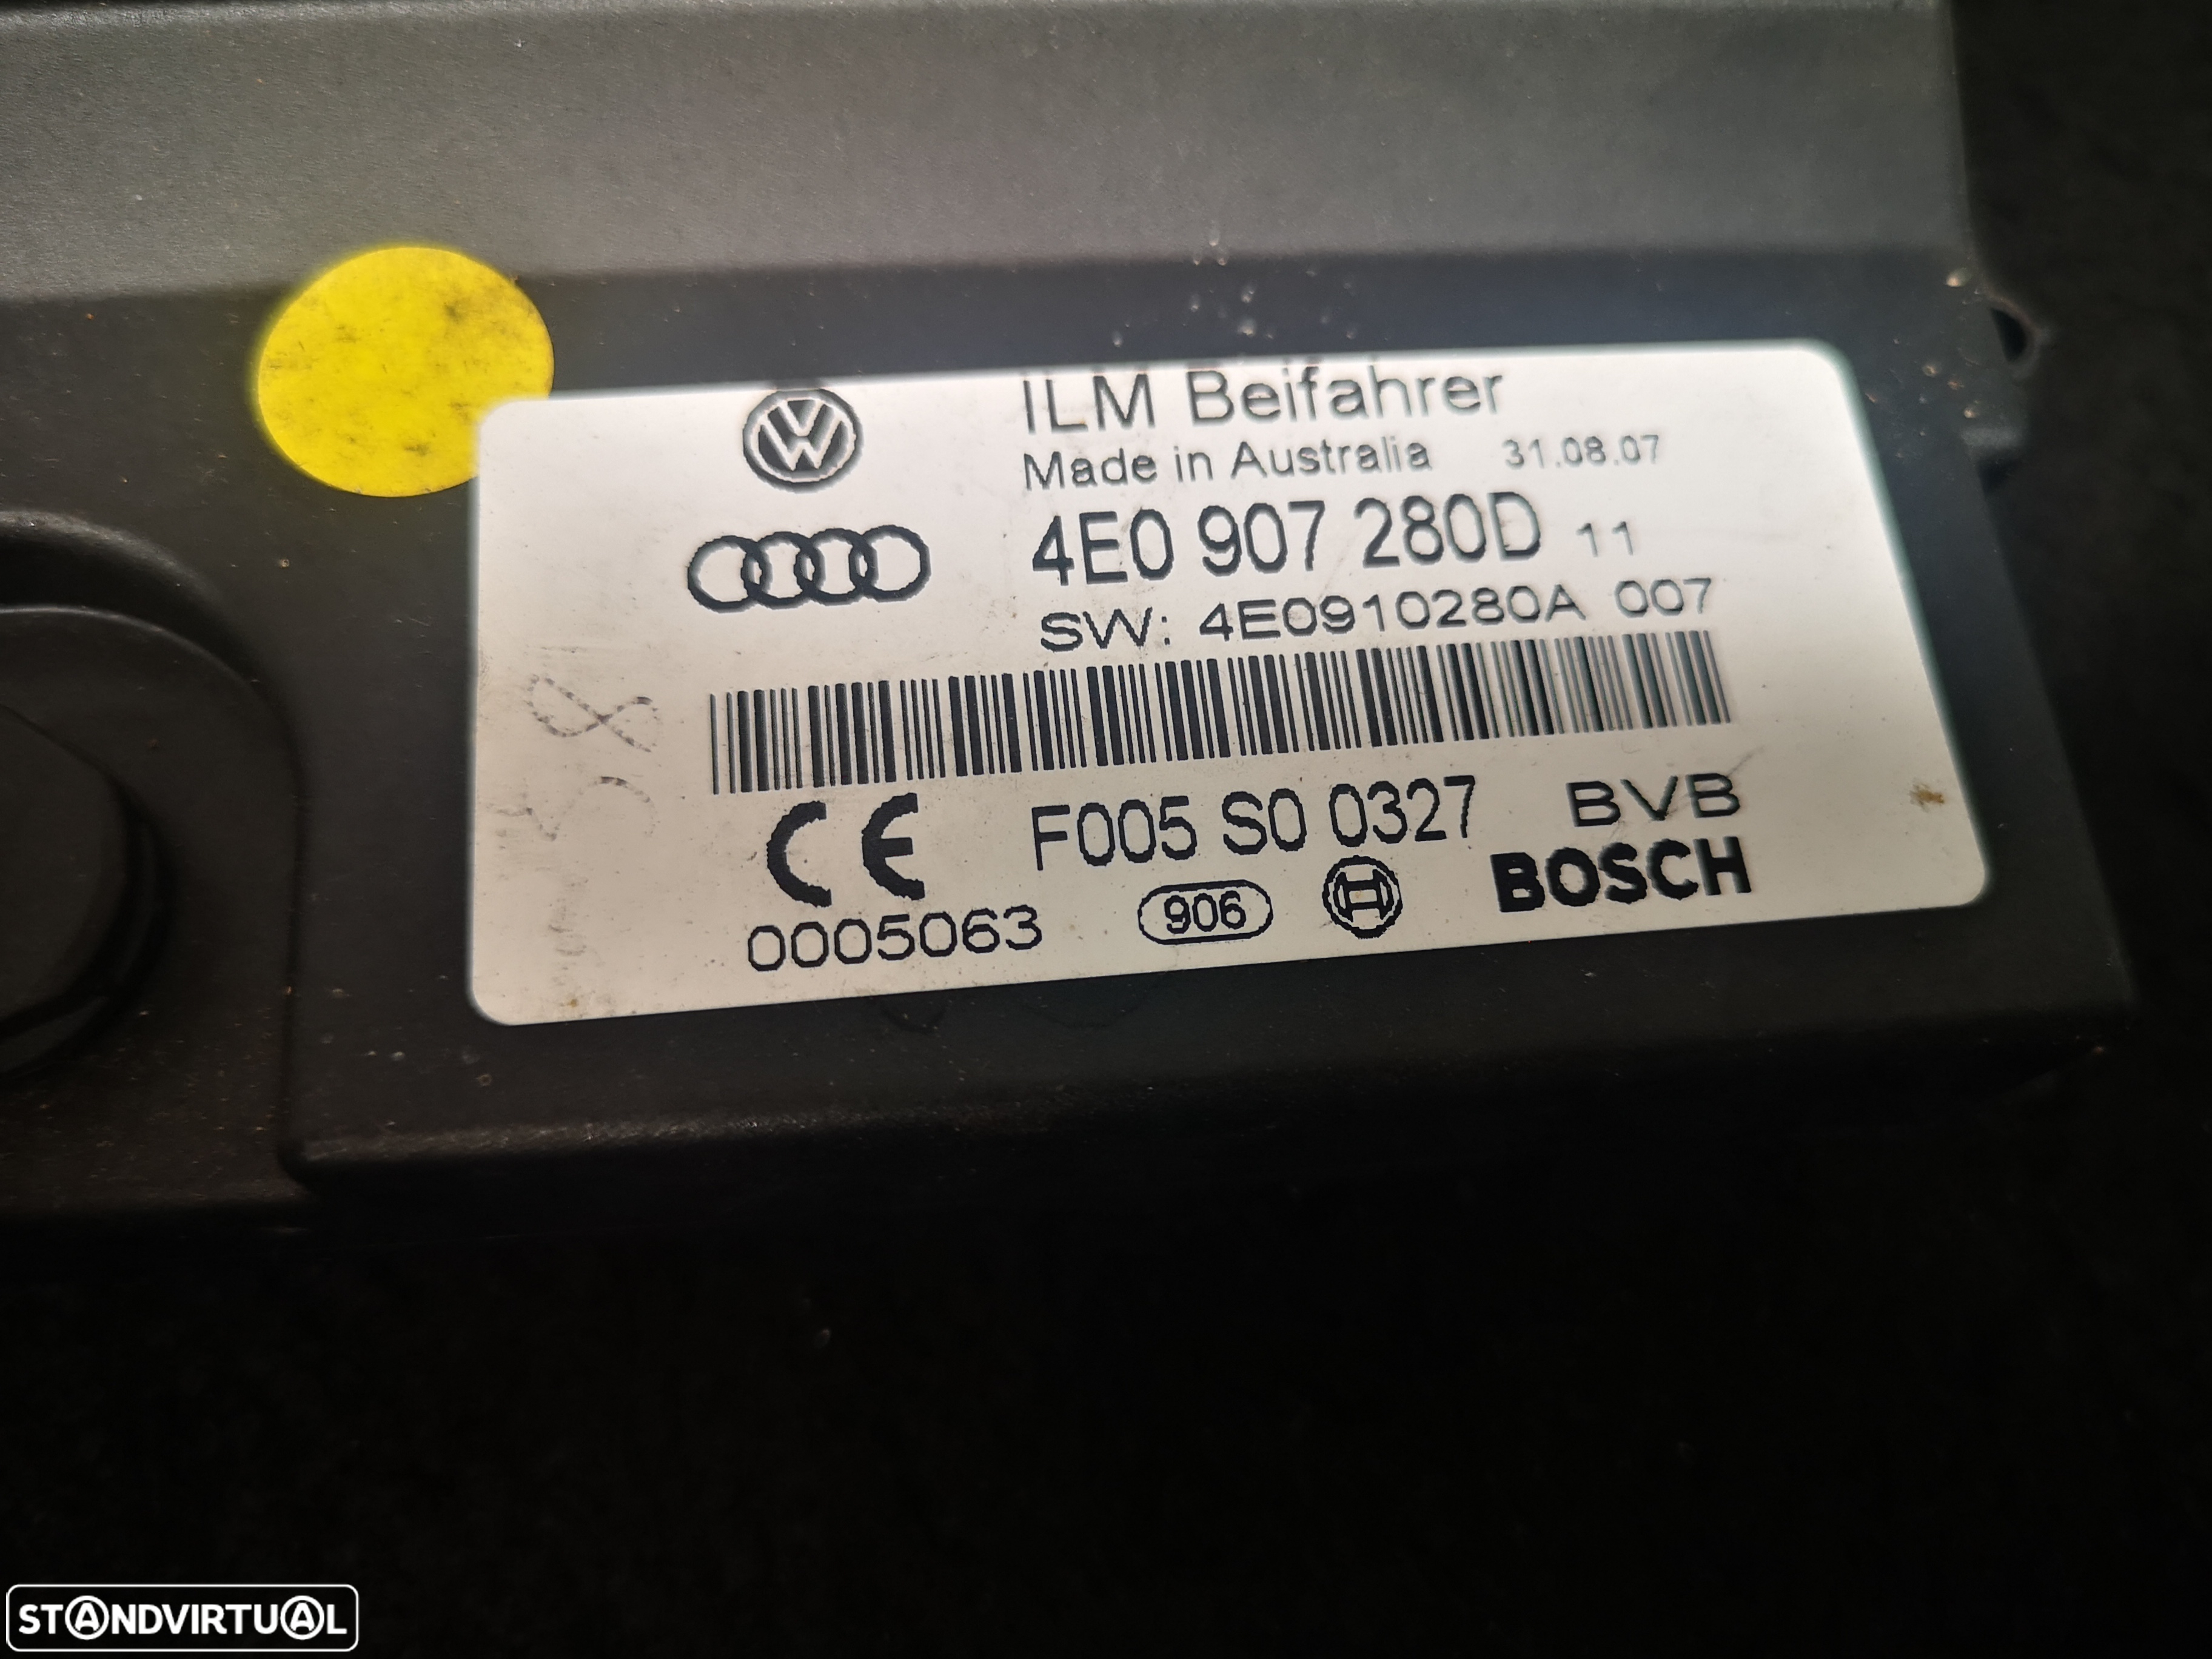 ILM Beifahrer
Made in Australia 31.08.07
4E0 907 280D 11
SW: 4E0910280A 007
F005 S0 0327 BVB
CE
BOSCH
0005063 906
STANDVIRTUAL